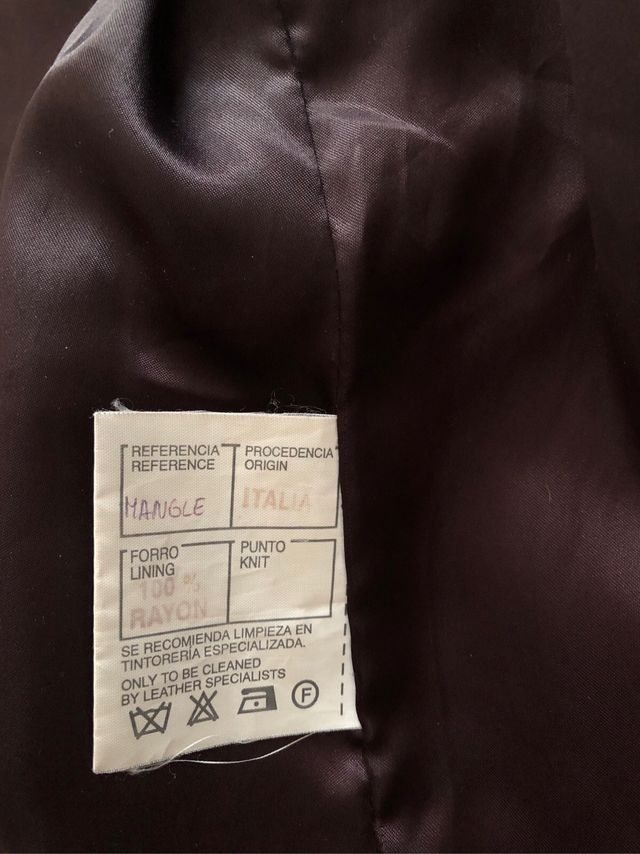 REFERENCIA
REFERENCE
MANGLE
PROCEDENCIA
ORIGIN
ITALIA
FORRO
LINING
100 %
RAYON
PUNTO
KNIT
SE RECOMIENDA LIMPIEZA EN
TINTORERÍA ESPECIALIZADA.
ONLY TO BE CLEANED
BY LEATHER SPECIALISTS
F